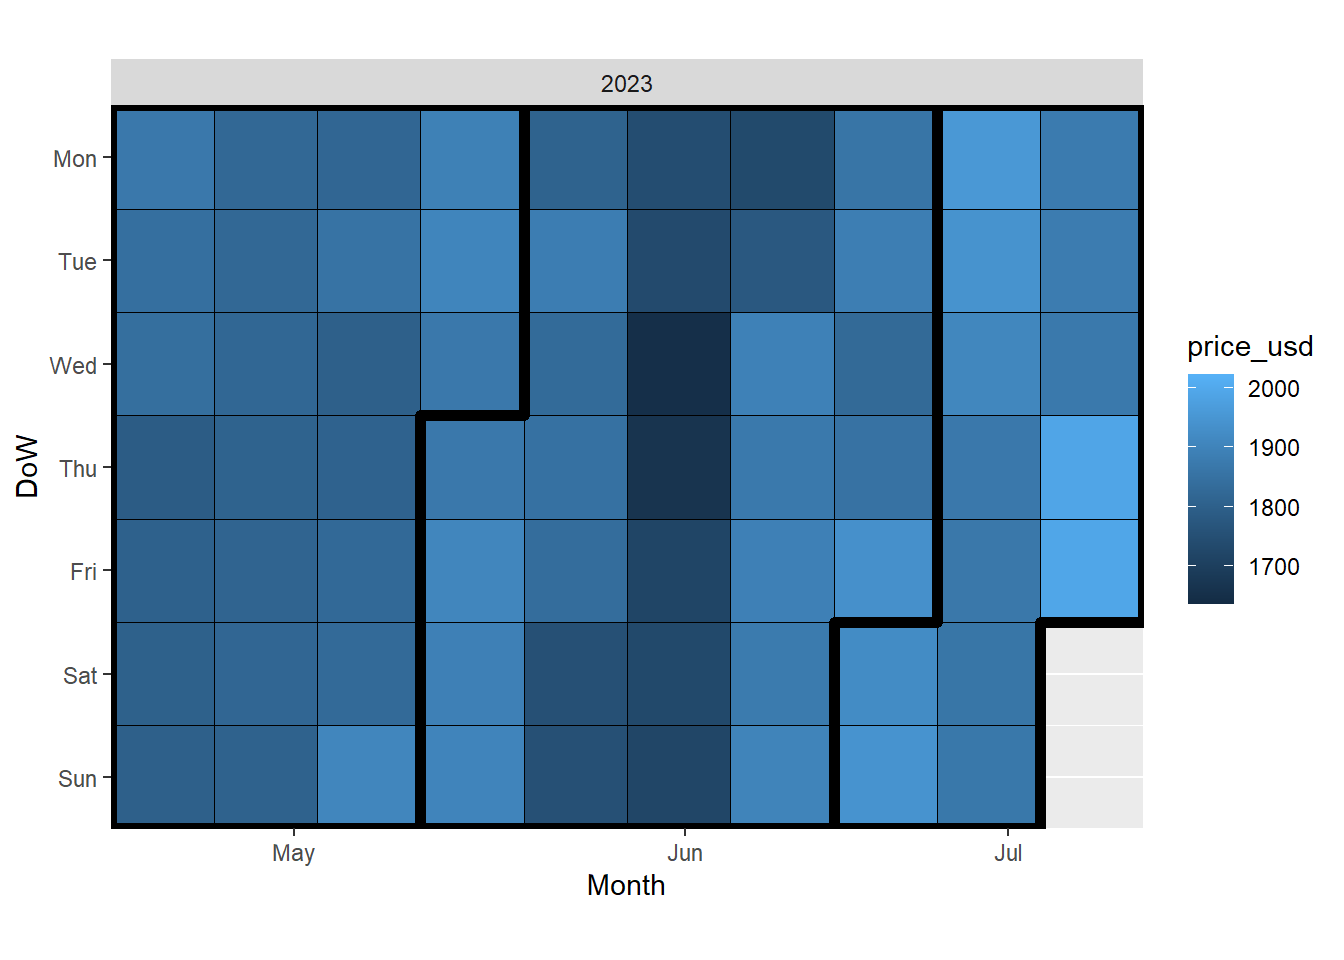 2023
Mon
Tue
Wed
Thu
Fri
Sat
Sun
DoW
May
Jun
Jul
Month
price_usd
2000
1900
1800
1700